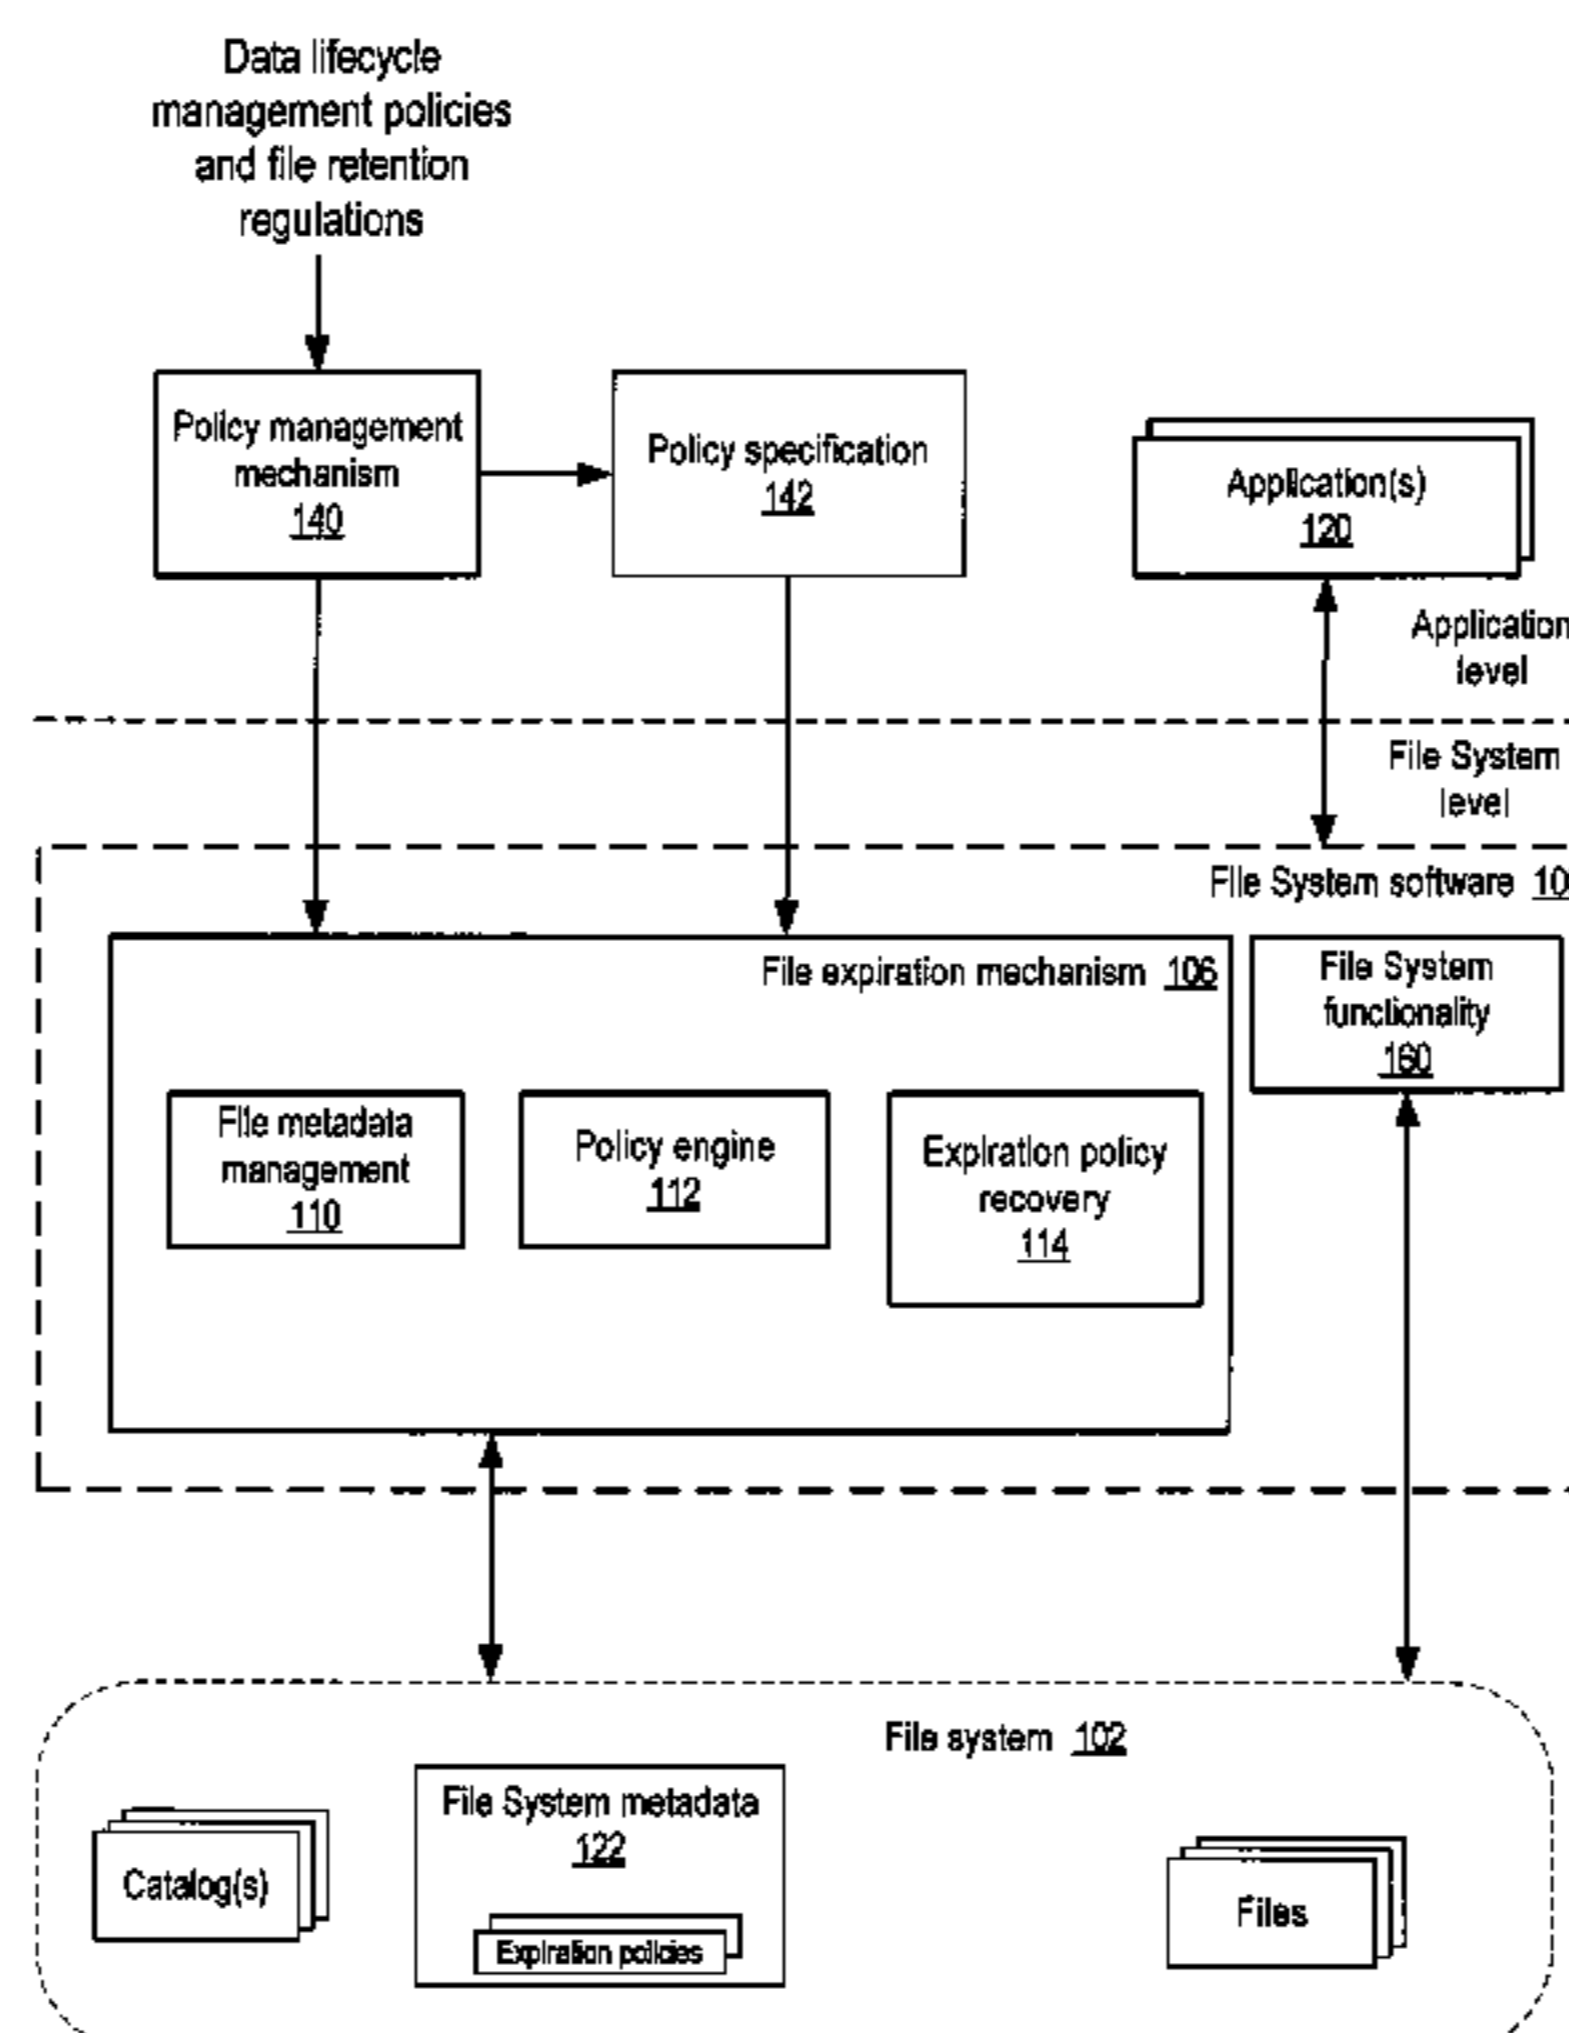 Data lifecycle
management policies
and file retention
regulations
Policy management
mechanism
140
Policy specification
142
Application(s)
120
Application
level
File System
level
File System software 10
File expiration mechanism 106
File System
functionality
160
File metadata
management
110
Policy engine
112
Expiration policy
recovery
114
File system 102
File System metadata
122
Catalog(s)
Expiration policies
Files